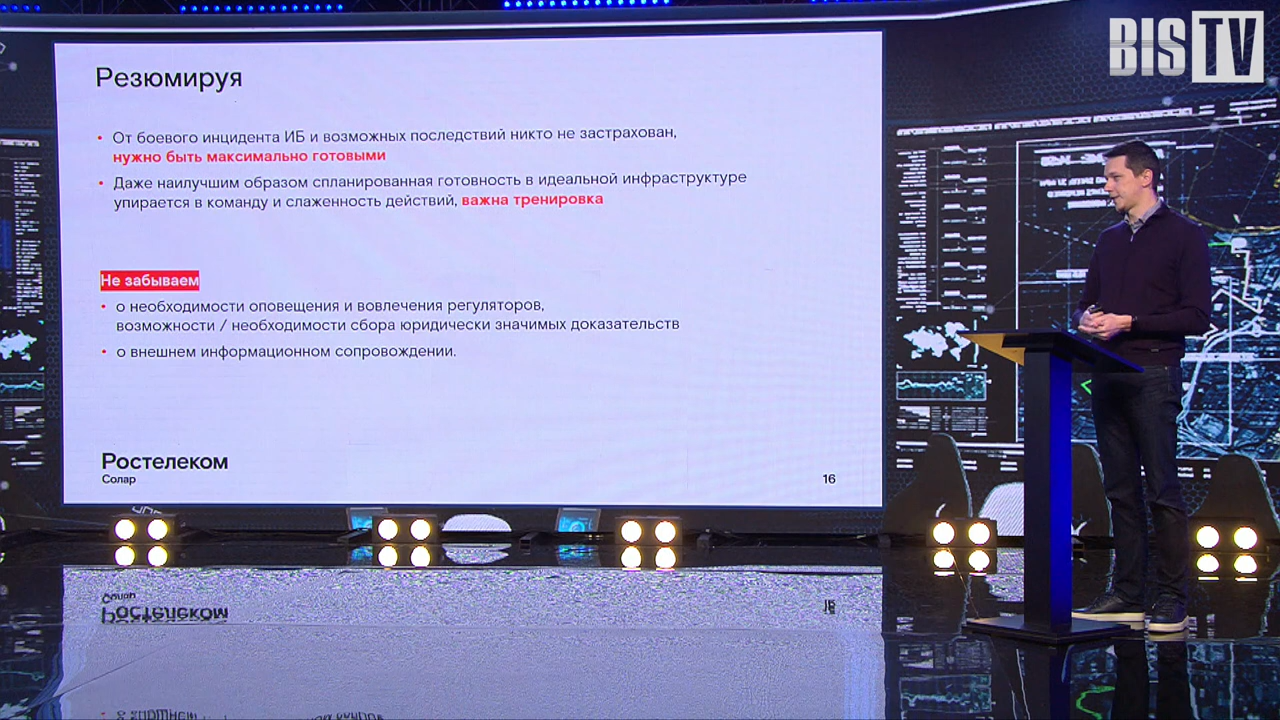 BIS TV
Резюмируя
• От боевого инцидента ИБ и возможных последствий никто не застрахован,
нужно быть максимально готовыми
• Даже наилучшим образом спланированная готовность в идеальной инфраструктуре
упирается в команду и слаженность действий, важна тренировка
Не забываем
• о необходимости оповещения и вовлечения регуляторов,
возможности / необходимости сбора юридически значимых доказательств
• о внешнем информационном сопровождении.
Ростелеком
Солар
16